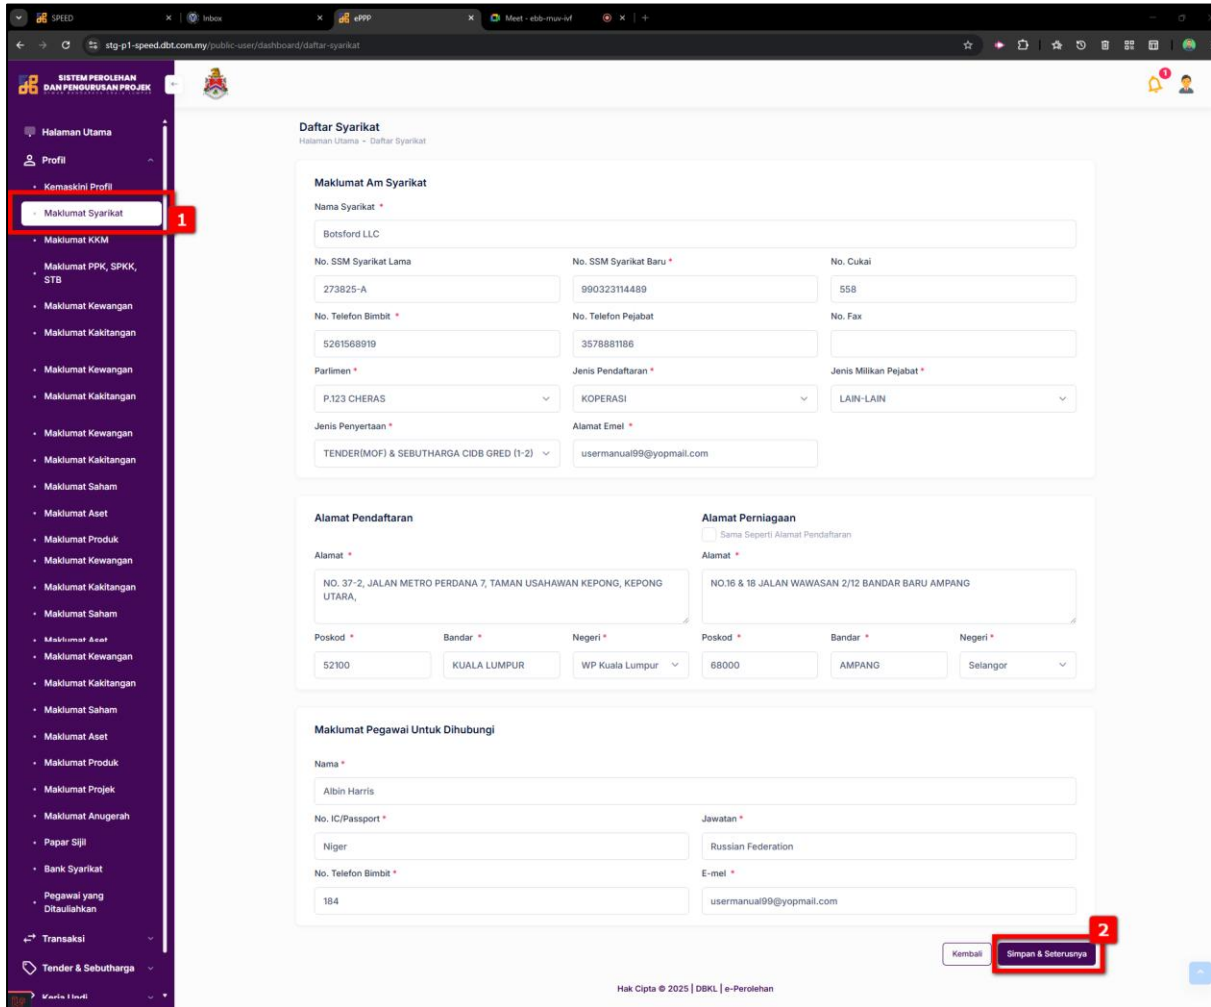 SPEED
Inbox
ePPP
Meet - ebb-muv-ivf
stg-p1-speed.dbt.com.my/public-user/dashboard/daftar-syarikat
SISTEM PEROLEHAN
DAN PENGURUSAN PROJEK
1
Halaman Utama
Profil
Kemaskini Profil
Maklumat Syarikat
1
Maklumat KKM
Maklumat PPK, SPKK,
STB
Maklumat Kewangan
Maklumat Kakitangan
Maklumat Kewangan
Maklumat Kakitangan
Maklumat Kewangan
Maklumat Kakitangan
Maklumat Saham
Maklumat Aset
Maklumat Produk
Maklumat Kewangan
Maklumat Kakitangan
Maklumat Saham
Maklumat Aset
Maklumat Kewangan
Maklumat Kakitangan
Maklumat Saham
Maklumat Aset
Maklumat Produk
Maklumat Projek
Maklumat Anugerah
Papar Sijil
Bank Syarikat
Pegawai yang
Ditauliahkan
Transaksi
Tender & Sebutharga
Kerja Undi
Daftar Syarikat
Halaman Utama - Daftar Syarikat
Maklumat Am Syarikat
Nama Syarikat *
Botsford LLC
No. SSM Syarikat Lama No. SSM Syarikat Baru * No. Cukai
273825-A 990323114489 558
No. Telefon Bimbit * No. Telefon Pejabat No. Fax
5261568919 3578881186
Parlimen * Jenis Pendaftaran * Jenis Milikan Pejabat *
P.123 CHERAS KOPERASI LAIN-LAIN
Jenis Penyertaan * Alamat Emel *
TENDER(MOF) & SEBUTHARGA CIDB GRED (1-2) usermanual99@yopmail.com
Alamat Pendaftaran Alamat Perniagaan
Sama Seperti Alamat Pendaftaran
Alamat * Alamat *
NO. 37-2, JALAN METRO PERDANA 7, TAMAN USAHAWAN KEPONG, KEPONG NO.16 & 18 JALAN WAWASAN 2/12 BANDAR BARU AMPANG
UTARA,
Poskod * Bandar * Negeri * Poskod * Bandar * Negeri *
52100 KUALA LUMPUR WP Kuala Lumpur 68000 AMPANG Selangor
Maklumat Pegawai Untuk Dihubungi
Nama *
Albin Harris
No. IC/Passport * Jawatan *
Niger Russian Federation
No. Telefon Bimbit * E-mel *
184 usermanual99@yopmail.com
2
Kembali Simpan & Seterusnya
Hak Cipta © 2025 | DBKL | e-Perolehan